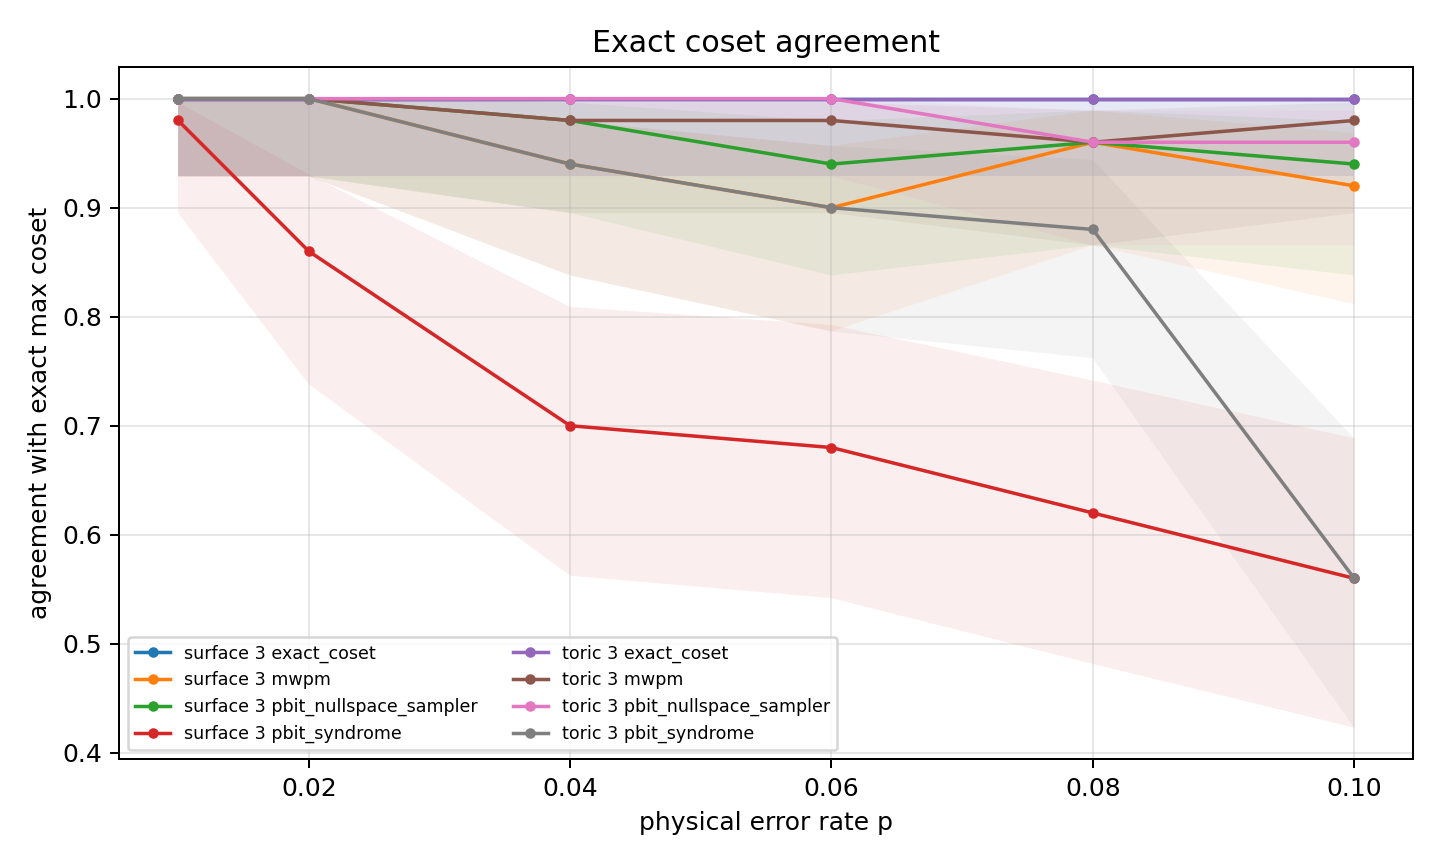 Exact coset agreement
agreement with exact max coset
1.0
0.9
0.8
0.7
0.6
0.5
0.4
surface 3 exact_coset
surface 3 mwpm
surface 3 pbit_nullspace_sampler
surface 3 pbit_syndrome
toric 3 exact_coset
toric 3 mwpm
toric 3 pbit_nullspace_sampler
toric 3 pbit_syndrome
0.02 0.04 0.06 0.08 0.10
physical error rate p